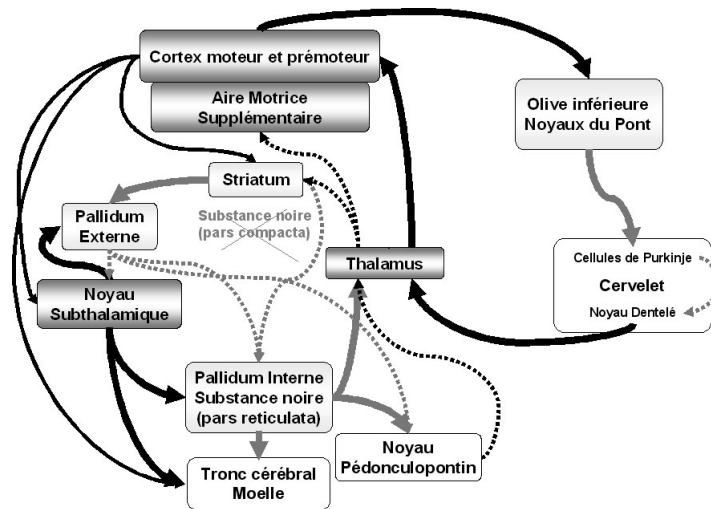 Cortex moteur et prémoteur
Aire Motrice
Supplémentaire
Olive inférieure
Noyaux du Pont
Striatum
Substance noire
(pars compacta)
Pallidum
Externe
Thalamus
Cellules de Purkinje
Cervelet
Noyau Dentelé
Noyau
Subthalamique
Pallidum Interne
Substance noire
(pars reticulata)
Noyau
Pédonculopontin
Tronc cérébral
Moelle